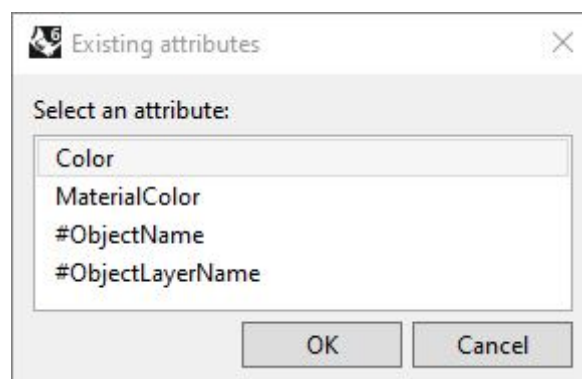 Existing attributes
Select an attribute:
Color
MaterialColor
#ObjectName
#ObjectLayerName
OK Cancel